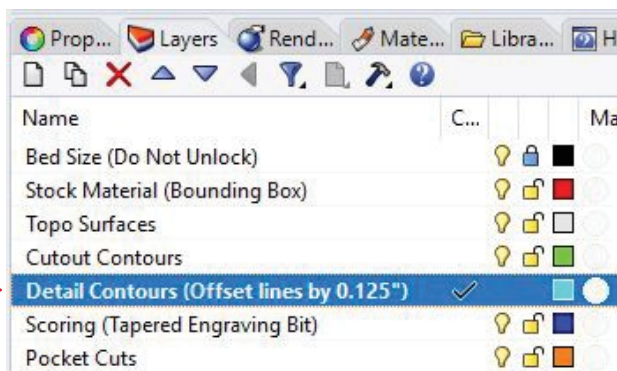 Prop... Layers Rend... Mate... Libra... H
Name C... Ma
Bed Size (Do Not Unlock)
Stock Material (Bounding Box)
Topo Surfaces
Cutout Contours
Detail Contours (Offset lines by 0.125")
Scoring (Tapered Engraving Bit)
Pocket Cuts